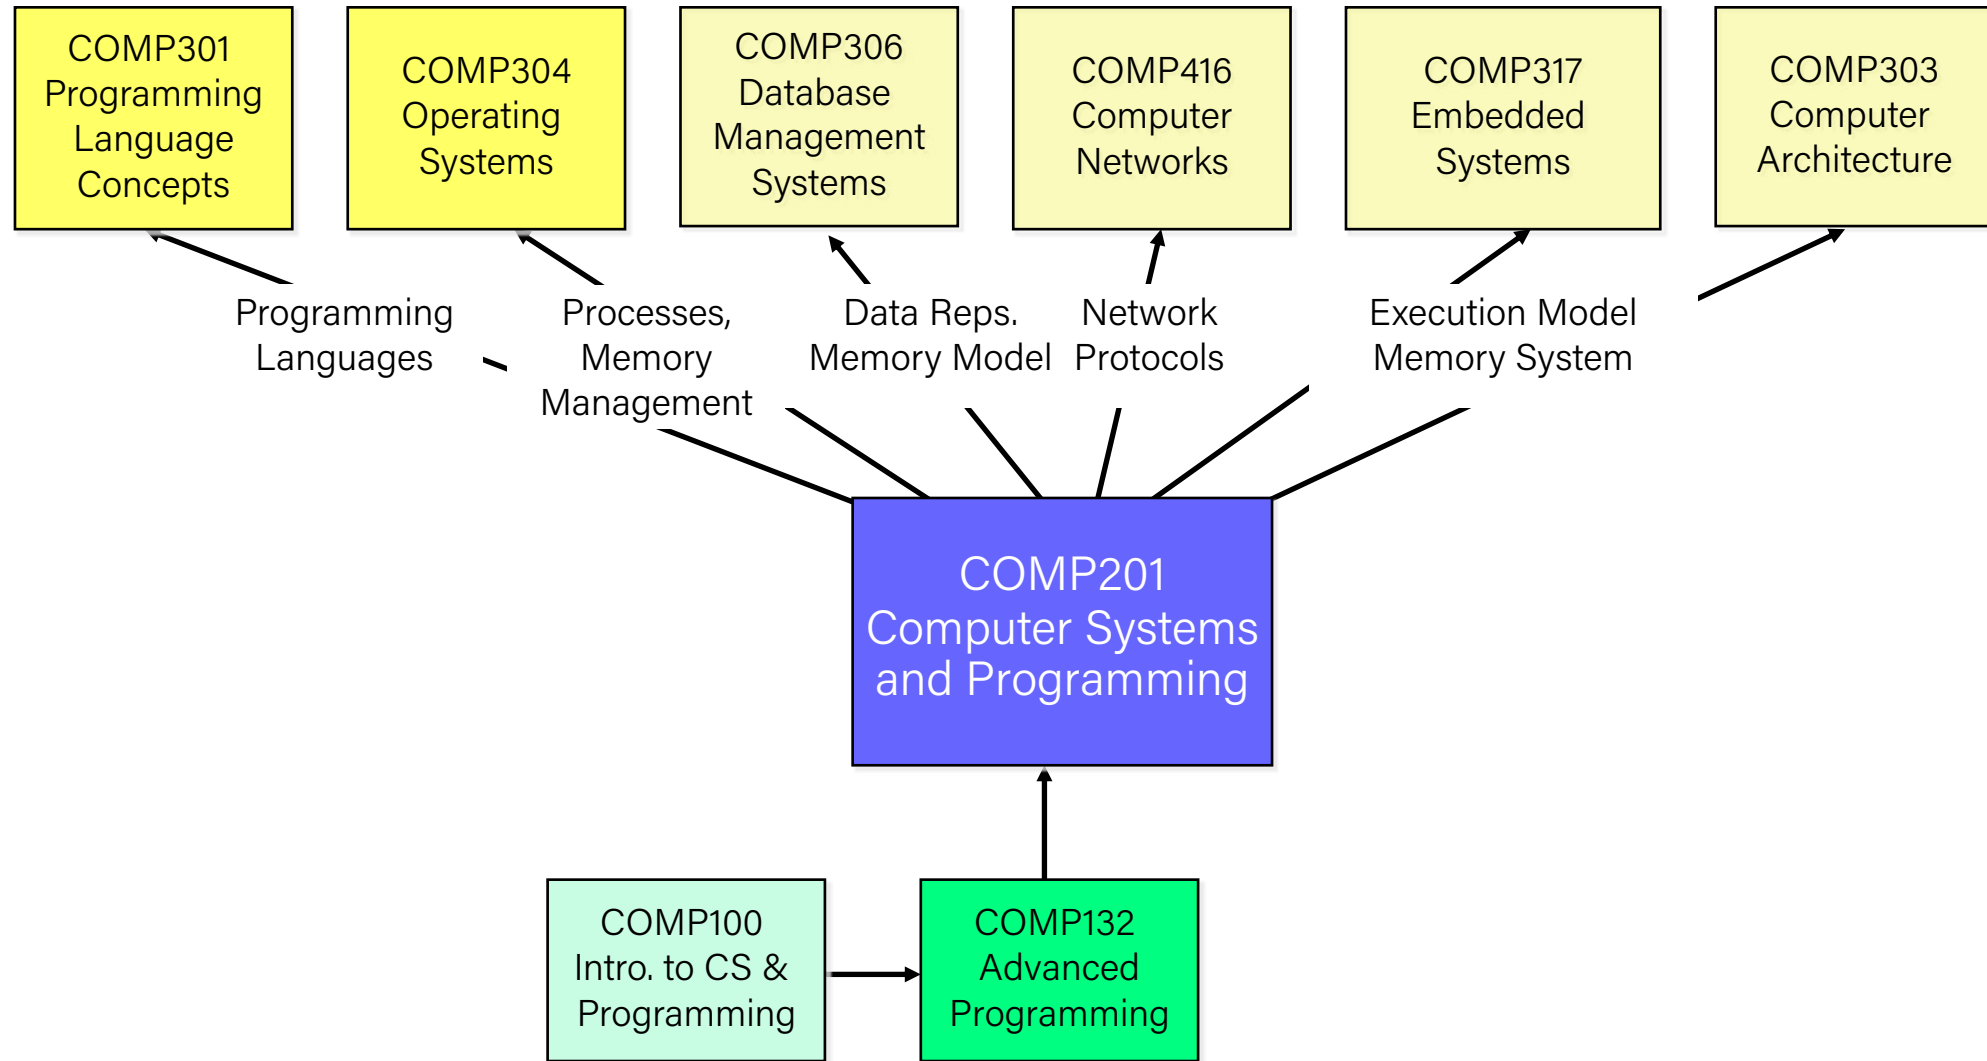 COMP301
Programming
Language
Concepts
COMP304
Operating
Systems
COMP306
Database
Management
Systems
COMP416
Computer
Networks
COMP317
Embedded
Systems
COMP303
Computer
Architecture
Programming
Languages
Processes,
Memory
Management
Data Reps.
Memory Model
Network
Protocols
Execution Model
Memory System
COMP201
Computer Systems
and Programming
COMP100
Intro. to CS &
Programming
COMP132
Advanced
Programming